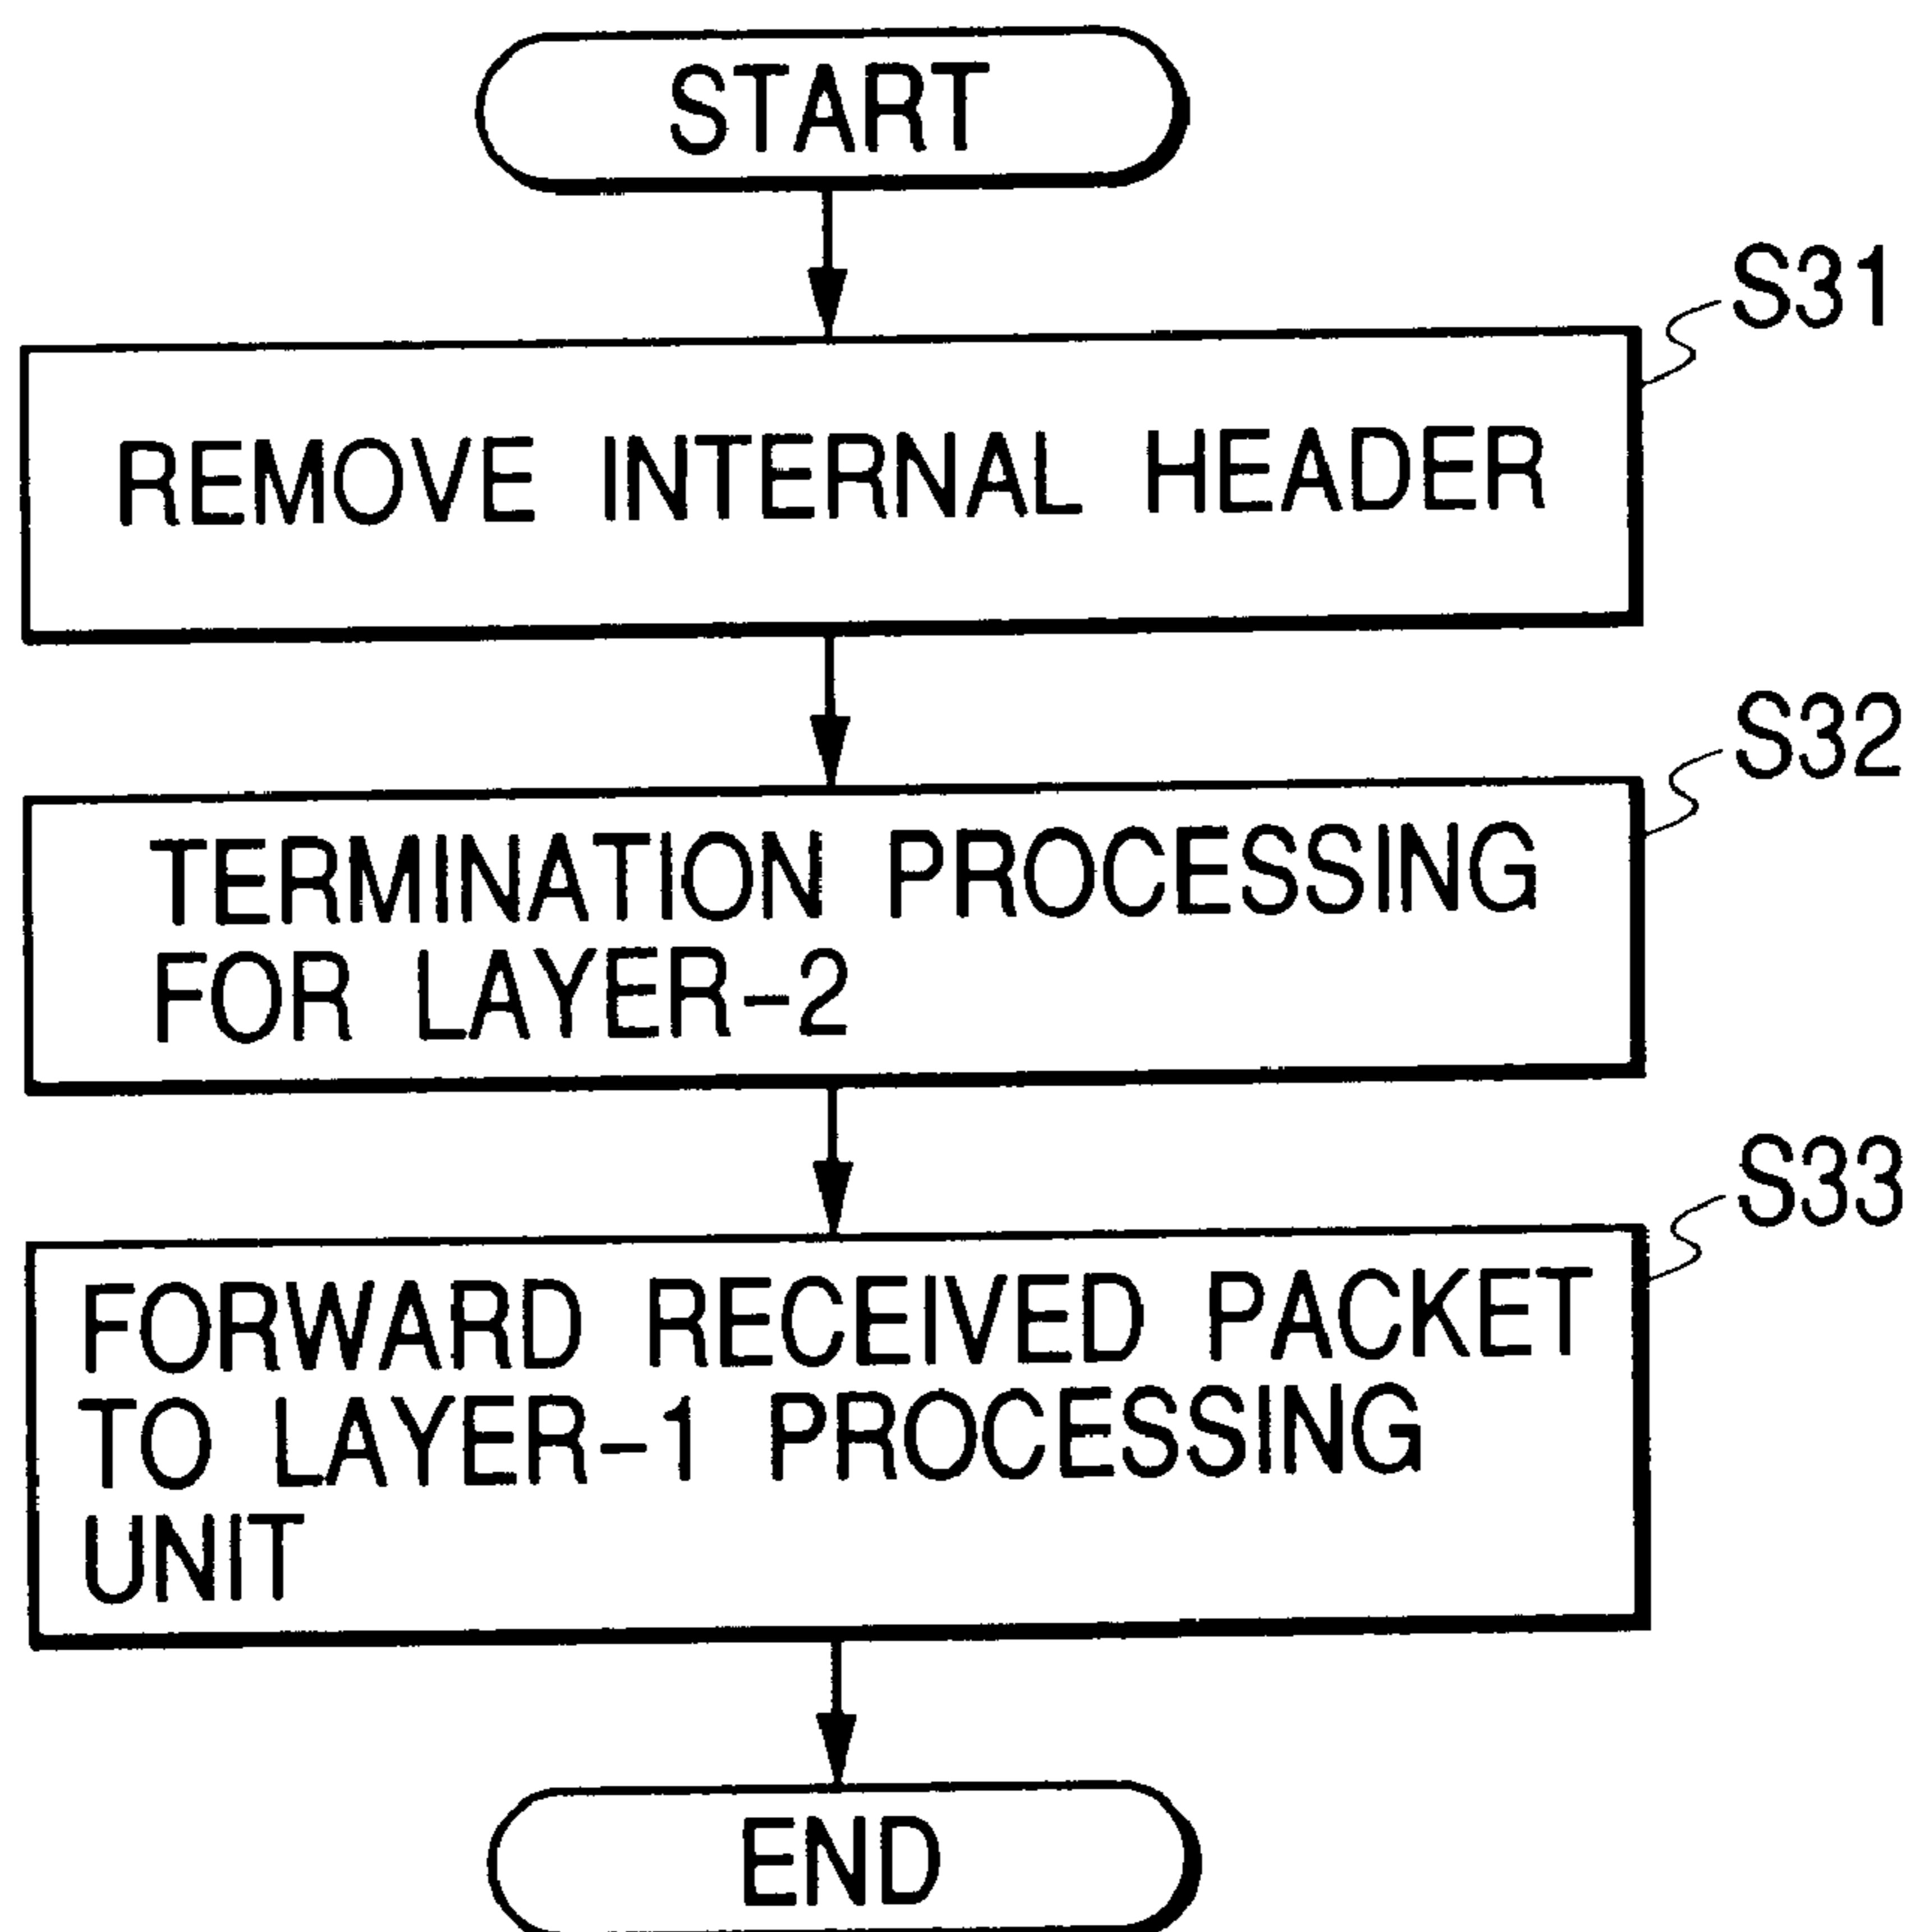 START
S31
REMOVE INTERNAL HEADER
S32
TERMINATION PROCESSING
FOR LAYER-2
S33
FORWARD RECEIVED PACKET
TO LAYER-1 PROCESSING
UNIT
END